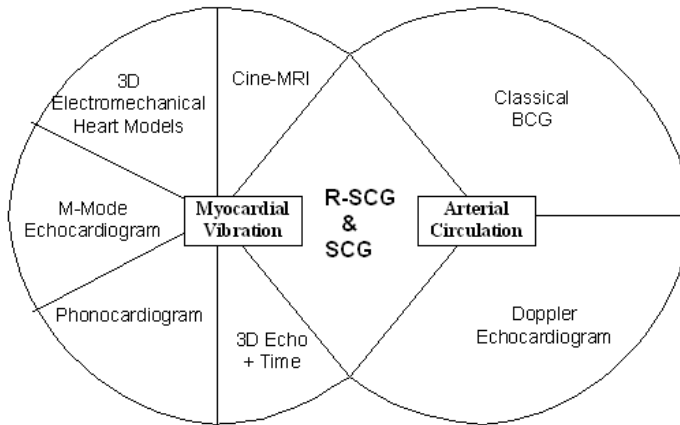 3D
Electromechanical
Heart Models
Cine-MRI
Classical
BCG
M-Mode
Echocardiogram
Myocardial
Vibration
R-SCG
&
SCG
Arterial
Circulation
Phonocardiogram
3D Echo
+ Time
Doppler
Echocardiogram